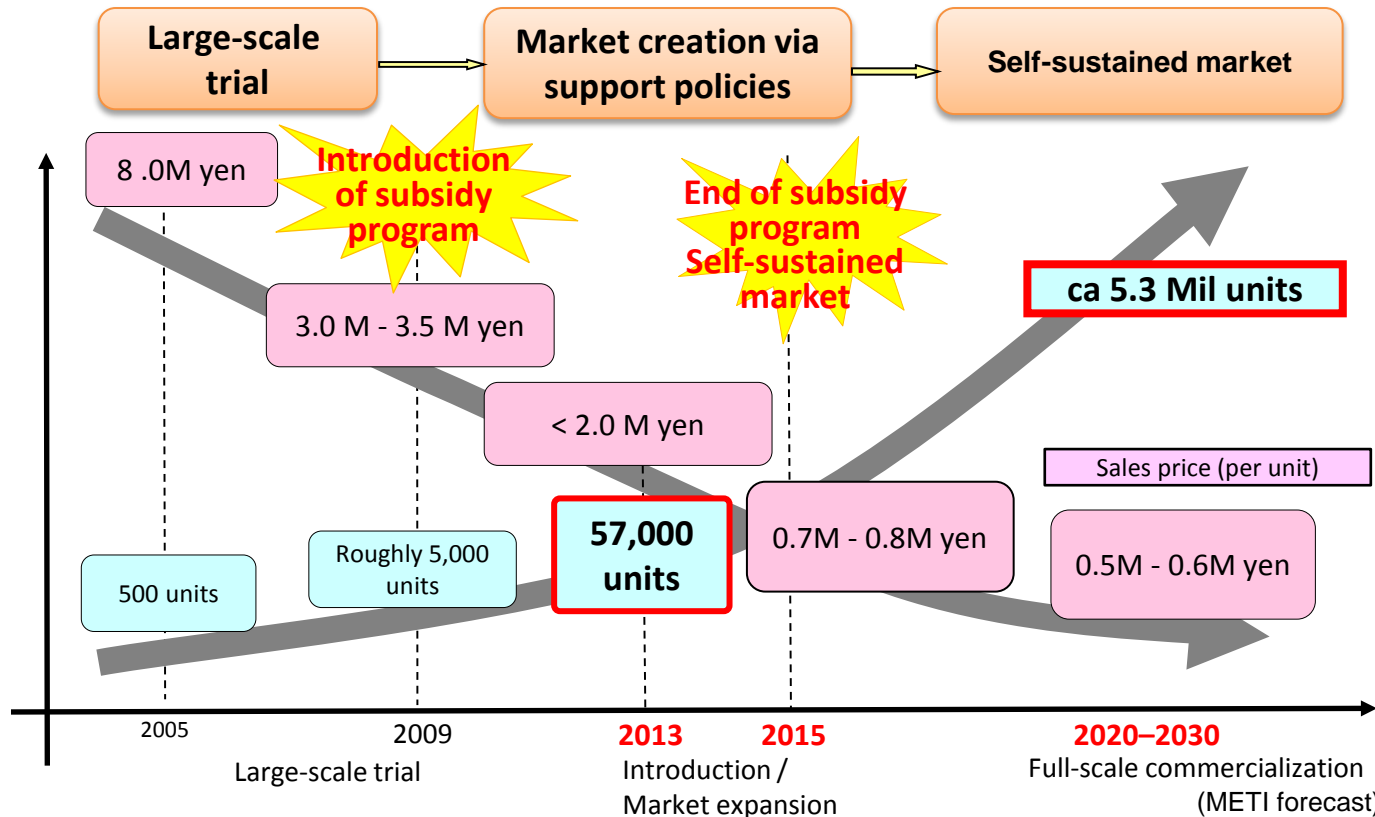 Large-scale
trial
Market creation via
support policies
Self-sustained market
8 .0M yen
Introduction
of subsidy
program
End of subsidy
program
Self-sustained
market
ca 5.3 Mil units
3.0 M - 3.5 M yen
< 2.0 M yen
Sales price (per unit)
57,000
units
0.7M - 0.8M yen
0.5M - 0.6M yen
Roughly 5,000
units
500 units
2005
2009
2013
2015
2020–2030
Large-scale trial
Introduction /
Market expansion
Full-scale commercialization
(METI forecast)